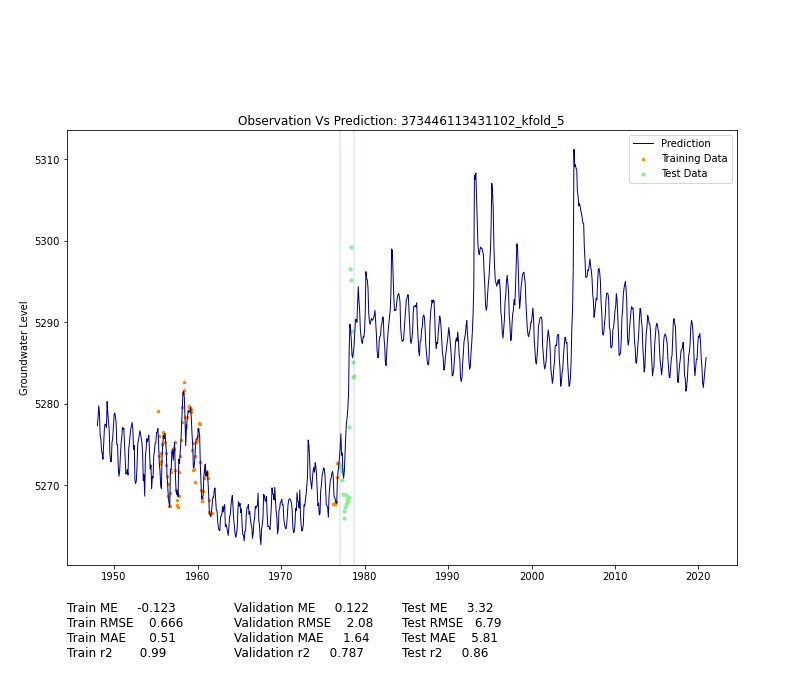 Observation Vs Prediction: 373446113431102_kfold_5
Prediction
Training Data
Test Data
5310
5300
5290
5280
5270
Groundwater Level
1950 1960 1970 1980 1990 2000 2010 2020
Train ME -0.123 Validation ME 0.122 Test ME 3.32
Train RMSE 0.666 Validation RMSE 2.08 Test RMSE 6.79
Train MAE 0.51 Validation MAE 1.64 Test MAE 5.81
Train r2 0.99 Validation r2 0.787 Test r2 0.86